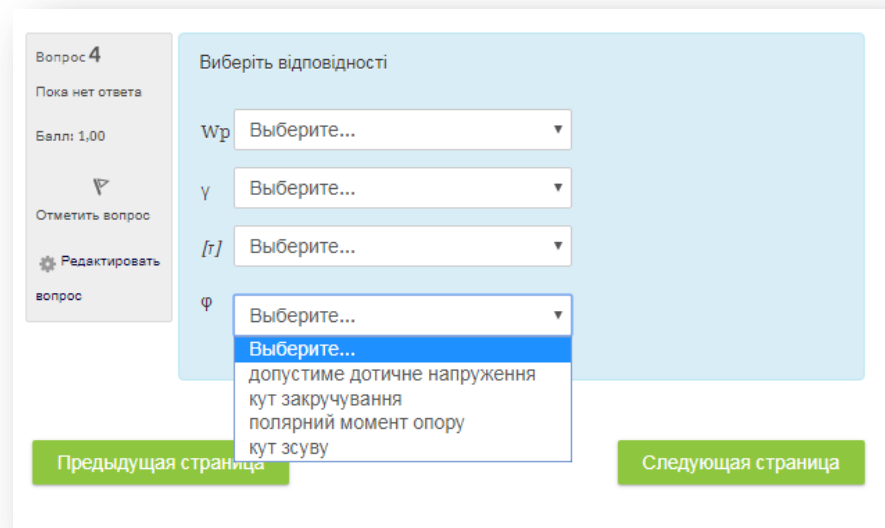 Вопрос 4
Пока нет ответа
Балл: 1,00
Отметить вопрос
Редактировать
вопрос
Виберіть відповідності
Wp Выберите...
γ Выберите...
[τ] Выберите...
φ Выберите...
Выберите...
допустиме дотичне напруження
кут закручування
полярний момент опору
кут зсуву
Предыдущая страница
Следующая страница